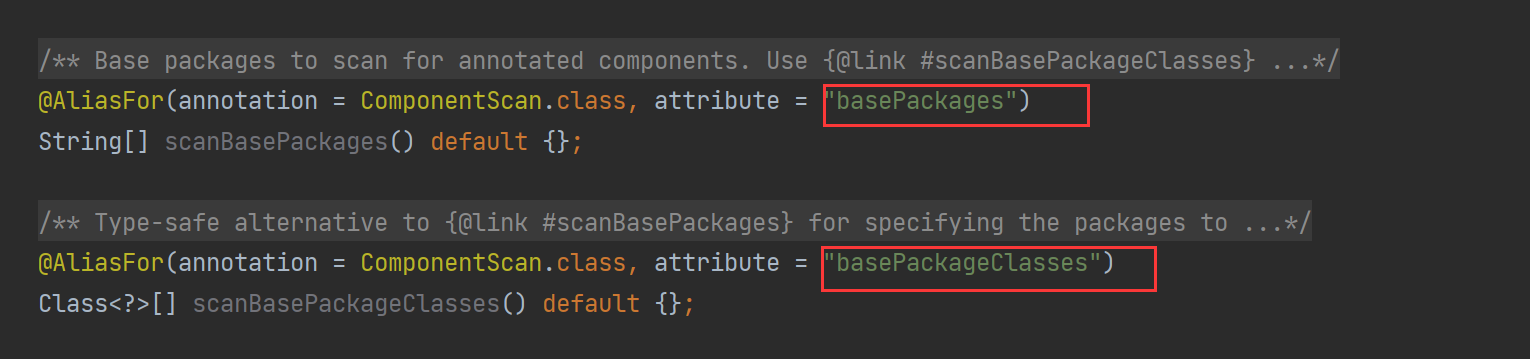 /** Base packages to scan for annotated components. Use {@link #scanBasePackageClasses} ...*/
@AliasFor(annotation = ComponentScan.class, attribute = "basePackages")
String[] scanBasePackages() default {};
/** Type-safe alternative to {@link #scanBasePackages} for specifying the packages to ...*/
@AliasFor(annotation = ComponentScan.class, attribute = "basePackageClasses")
Class<?>[] scanBasePackageClasses() default {};